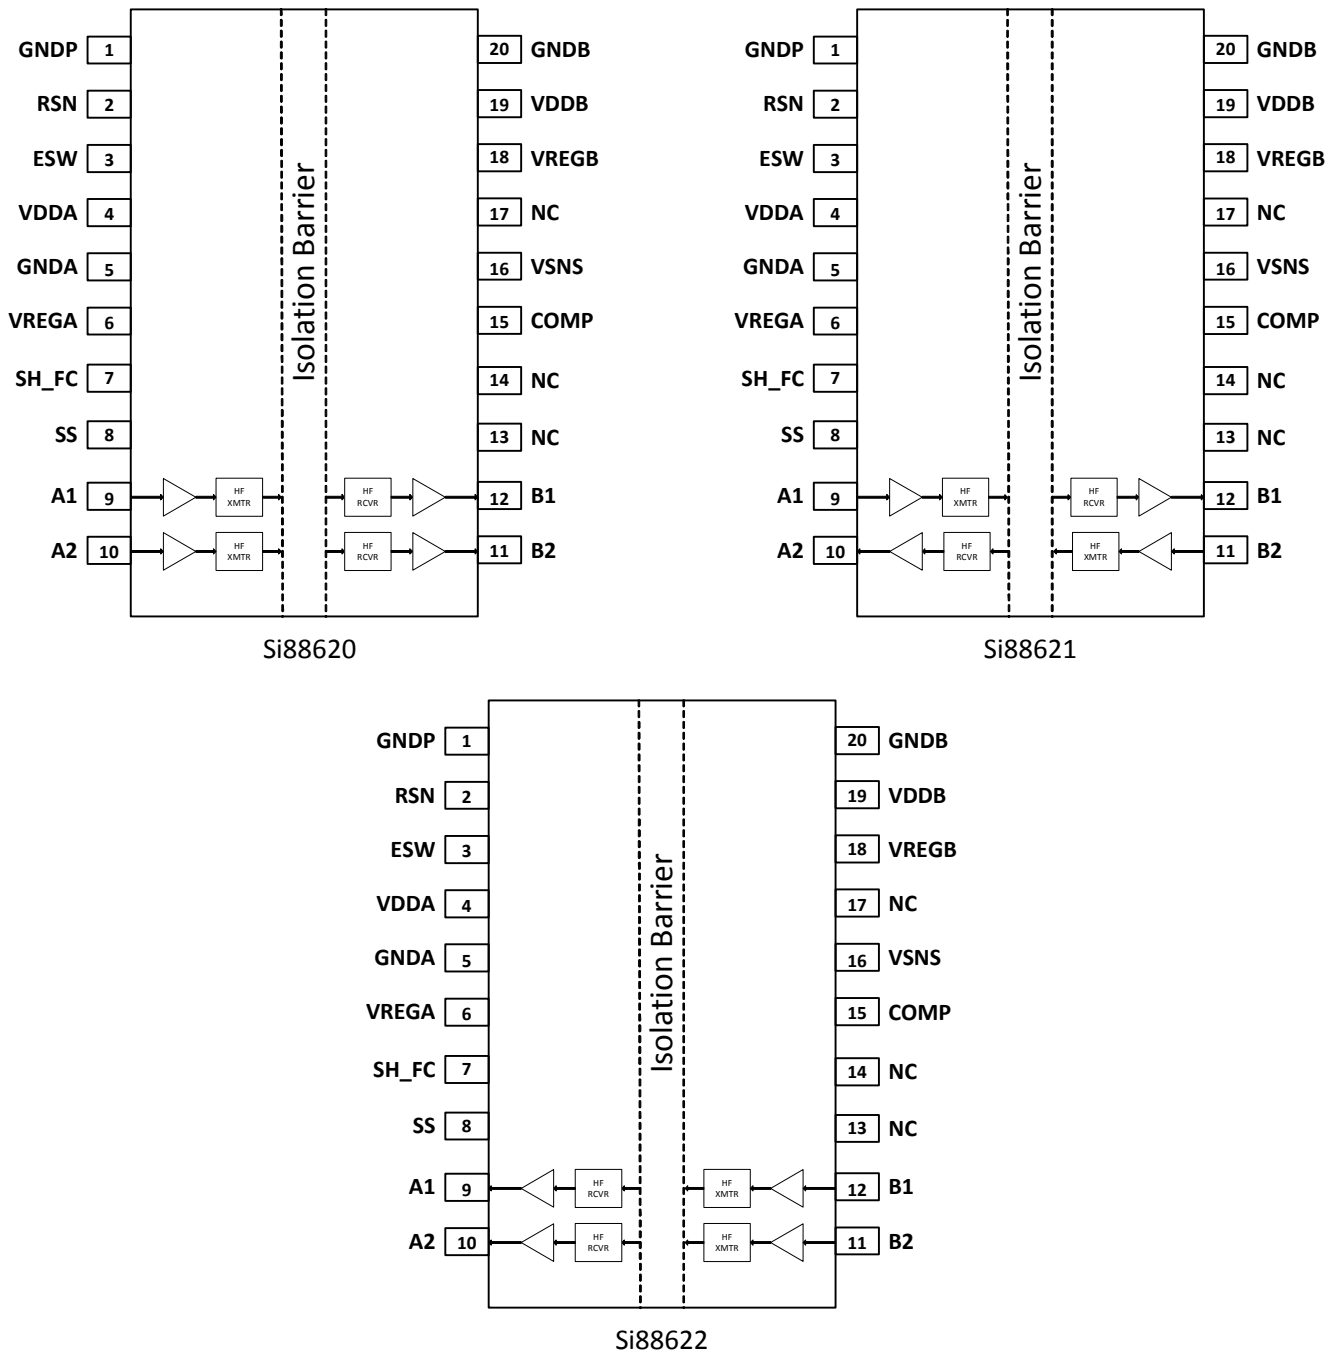 GNDP 1 20 GNDB
RSN 2 19 VDDB
ESW 3 18 VREGB
VDDA 4 17 NC
GNDA 5 16 VSNS
VREGA 6 15 COMP
SH_FC 7 14 NC
SS 8 13 NC
A1 9 HF XMTR HF RCVR 12 B1
A2 10 HF XMTR HF RCVR 11 B2
Isolation Barrier
Si88620
GNDP 1 20 GNDB
RSN 2 19 VDDB
ESW 3 18 VREGB
VDDA 4 17 NC
GNDA 5 16 VSNS
VREGA 6 15 COMP
SH_FC 7 14 NC
SS 8 13 NC
A1 9 HF XMTR HF RCVR 12 B1
A2 10 HF RCVR HF XMTR 11 B2
Isolation Barrier
Si88621
GNDP 1 20 GNDB
RSN 2 19 VDDB
ESW 3 18 VREGB
VDDA 4 17 NC
GNDA 5 16 VSNS
VREGA 6 15 COMP
SH_FC 7 14 NC
SS 8 13 NC
A1 9 HF RCVR HF XMTR 12 B1
A2 10 HF RCVR HF XMTR 11 B2
Isolation Barrier
Si88622